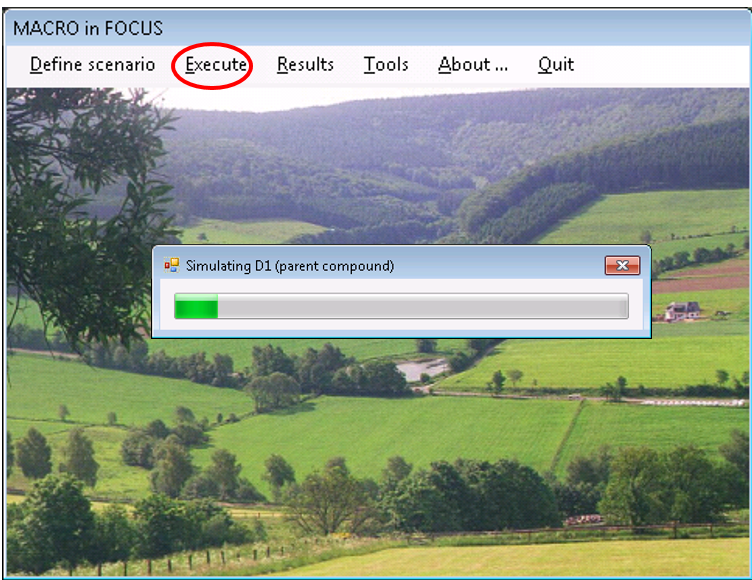 MACRO in FOCUS
Define scenario Execute Results Tools About ... Quit
Simulating D1 (parent compound)